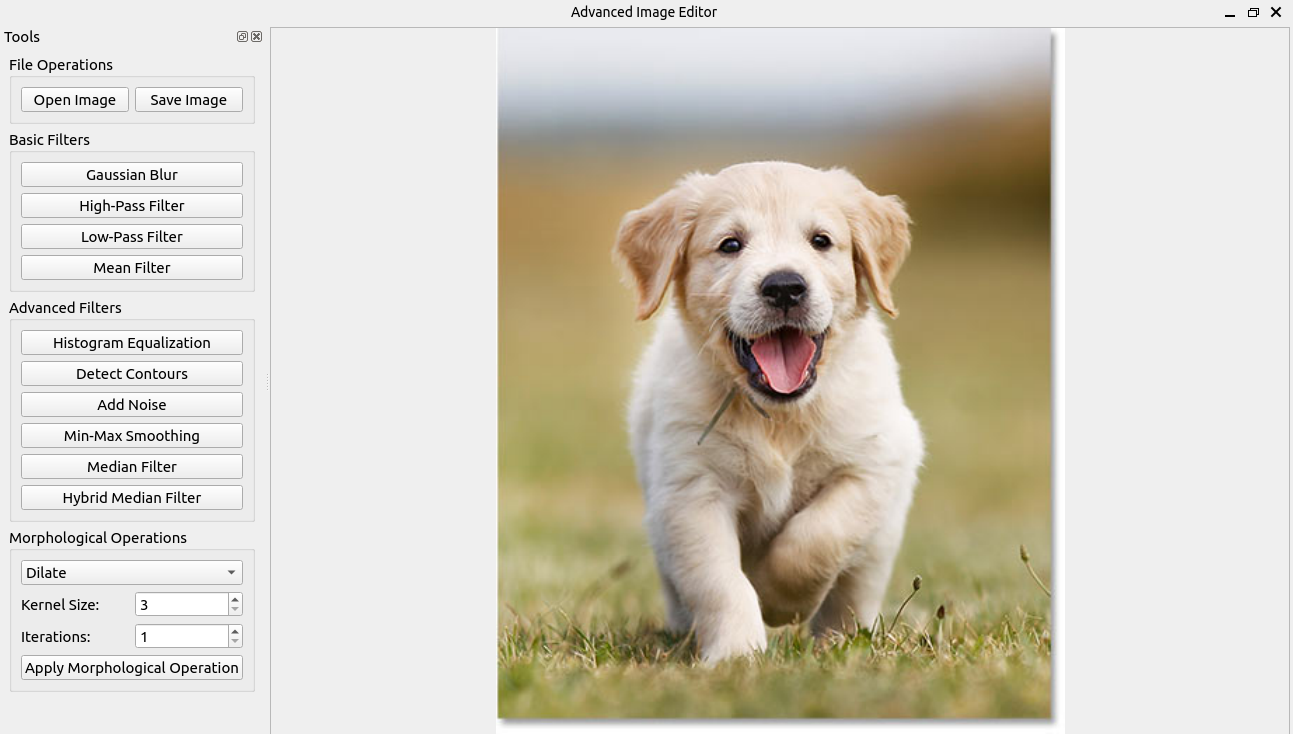 Advanced Image Editor
Tools
File Operations
Open Image Save Image
Basic Filters
Gaussian Blur
High-Pass Filter
Low-Pass Filter
Mean Filter
Advanced Filters
Histogram Equalization
Detect Contours
Add Noise
Min-Max Smoothing
Median Filter
Hybrid Median Filter
Morphological Operations
Dilate
Kernel Size: 3
Iterations: 1
Apply Morphological Operation